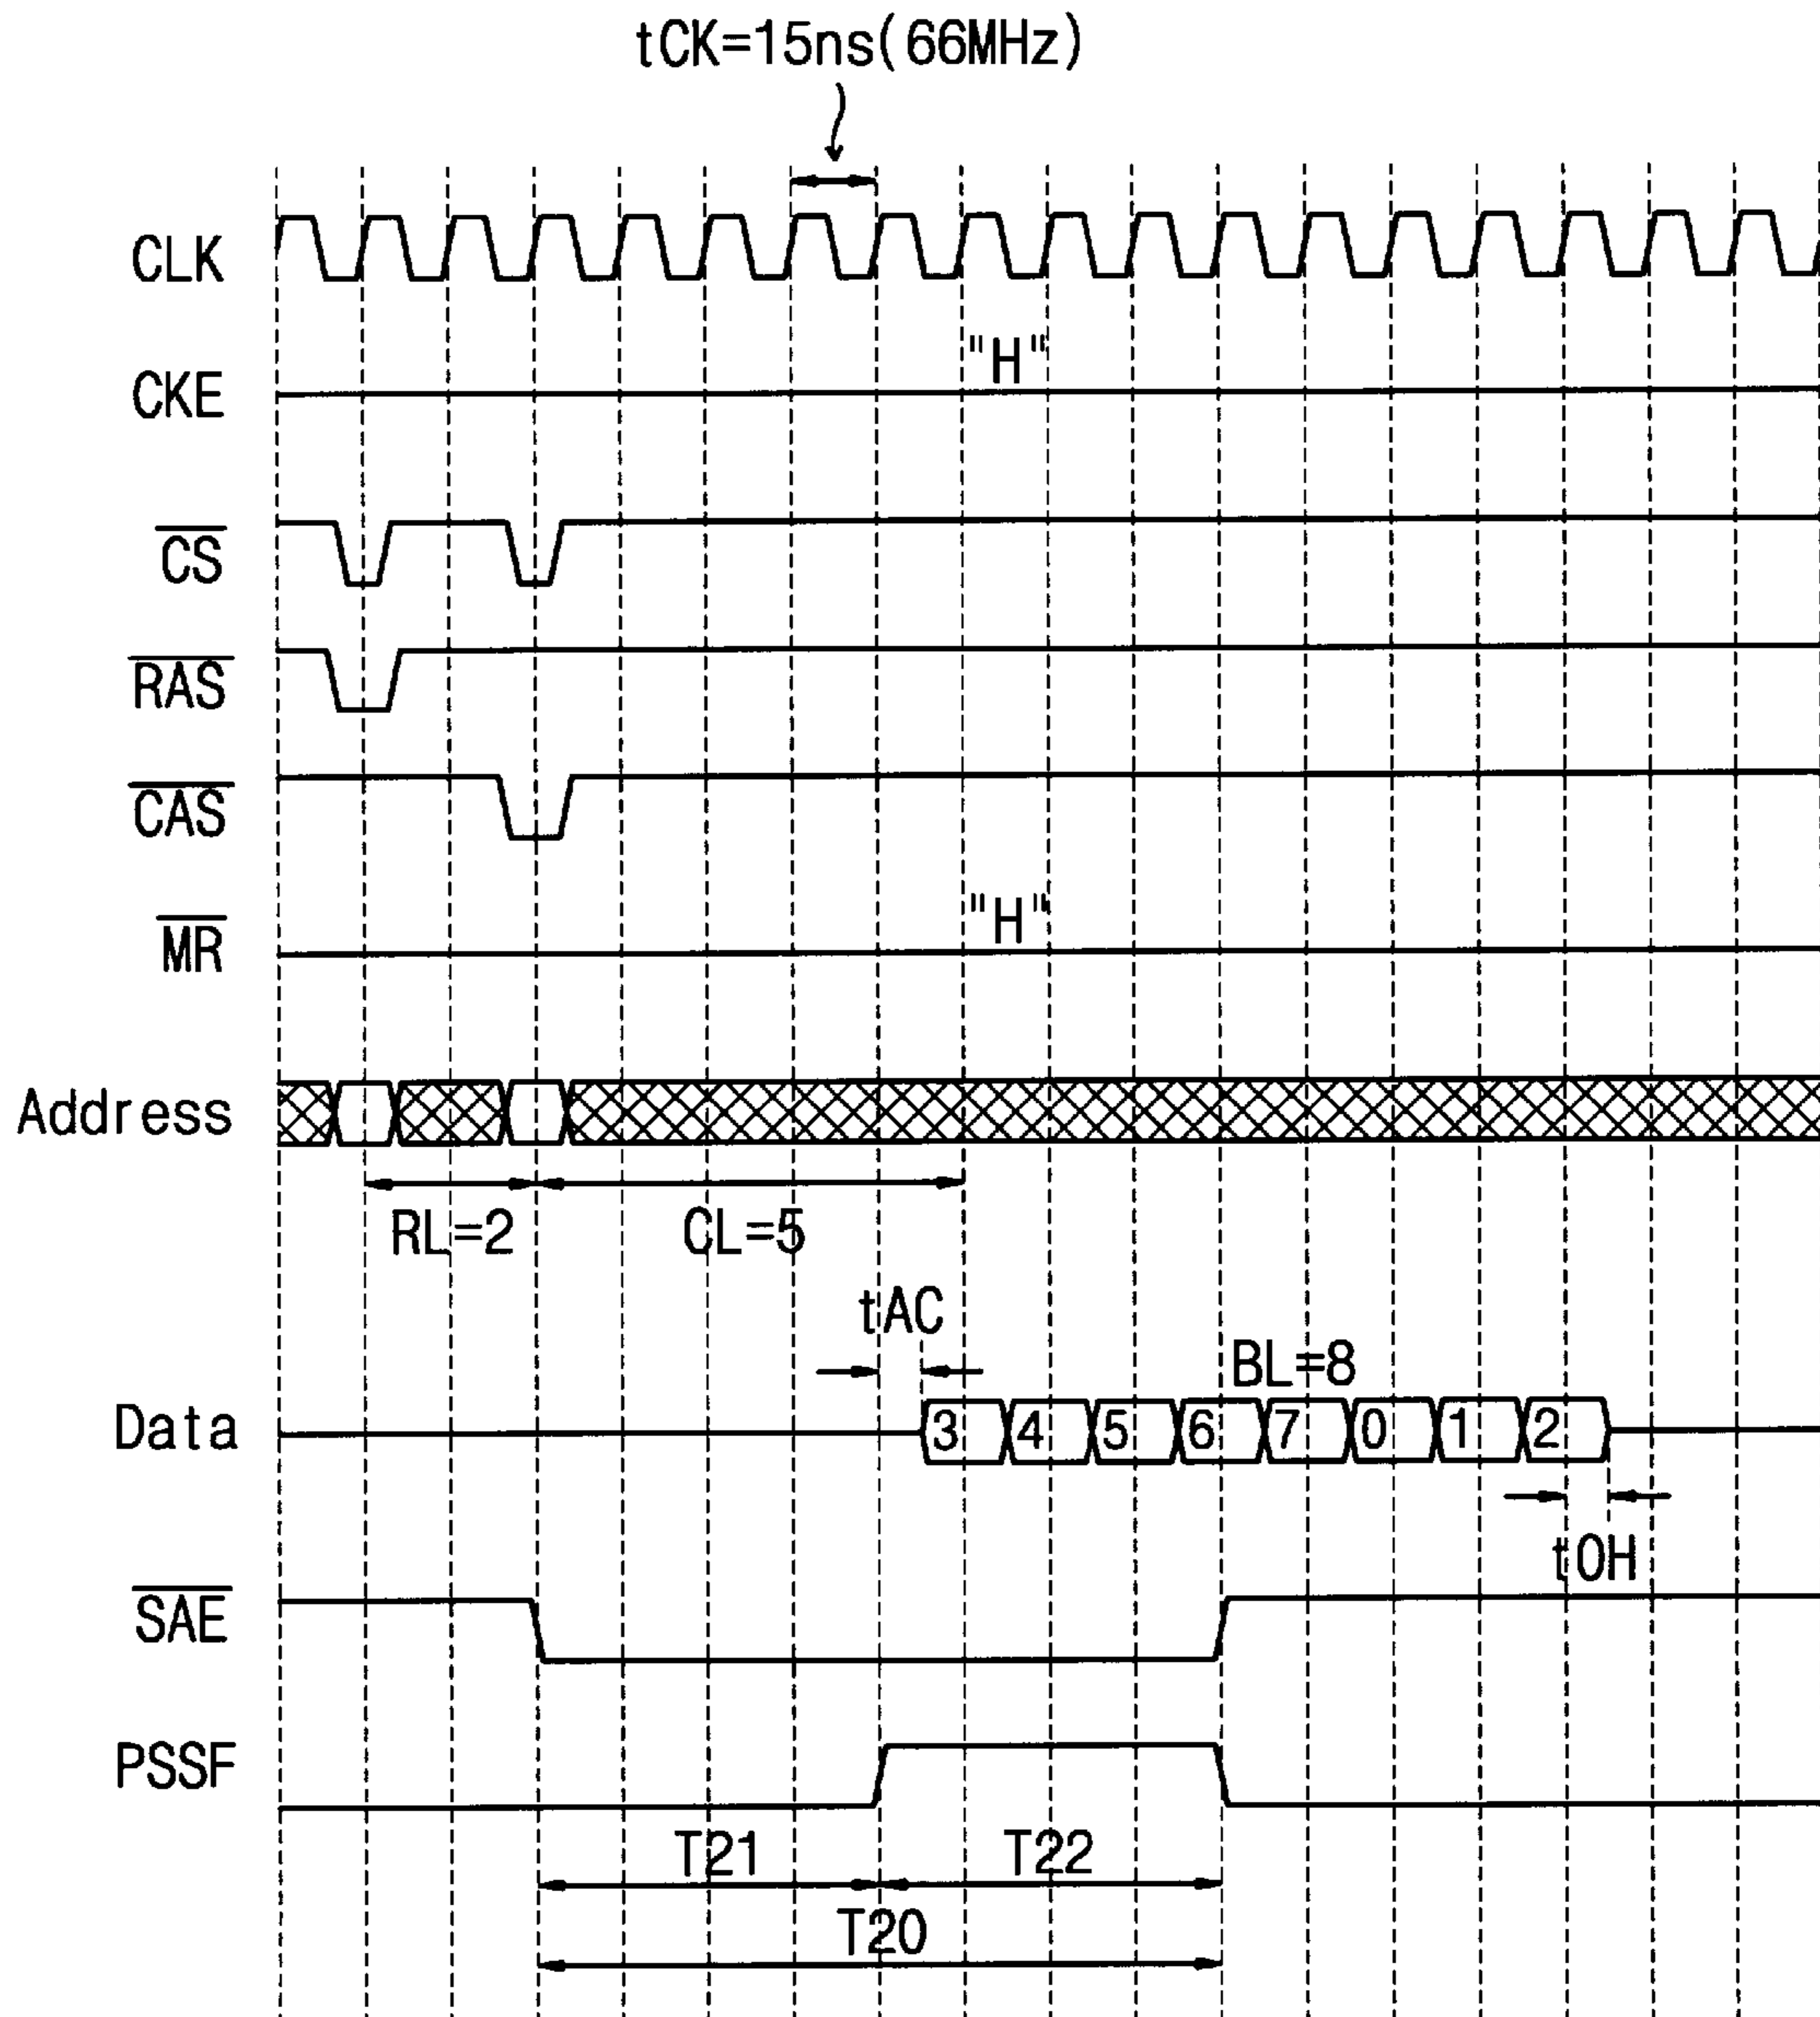 tCK=15ns(66MHz)
CLK
"H"
CKE
CS
RAS
CAS
"H"
MR
Address
RL=2 CL=5
tAC
BL=8
Data 3 4 5 6 7 0 1 2
tOH
SAE
PSSF
T21 T22
T20